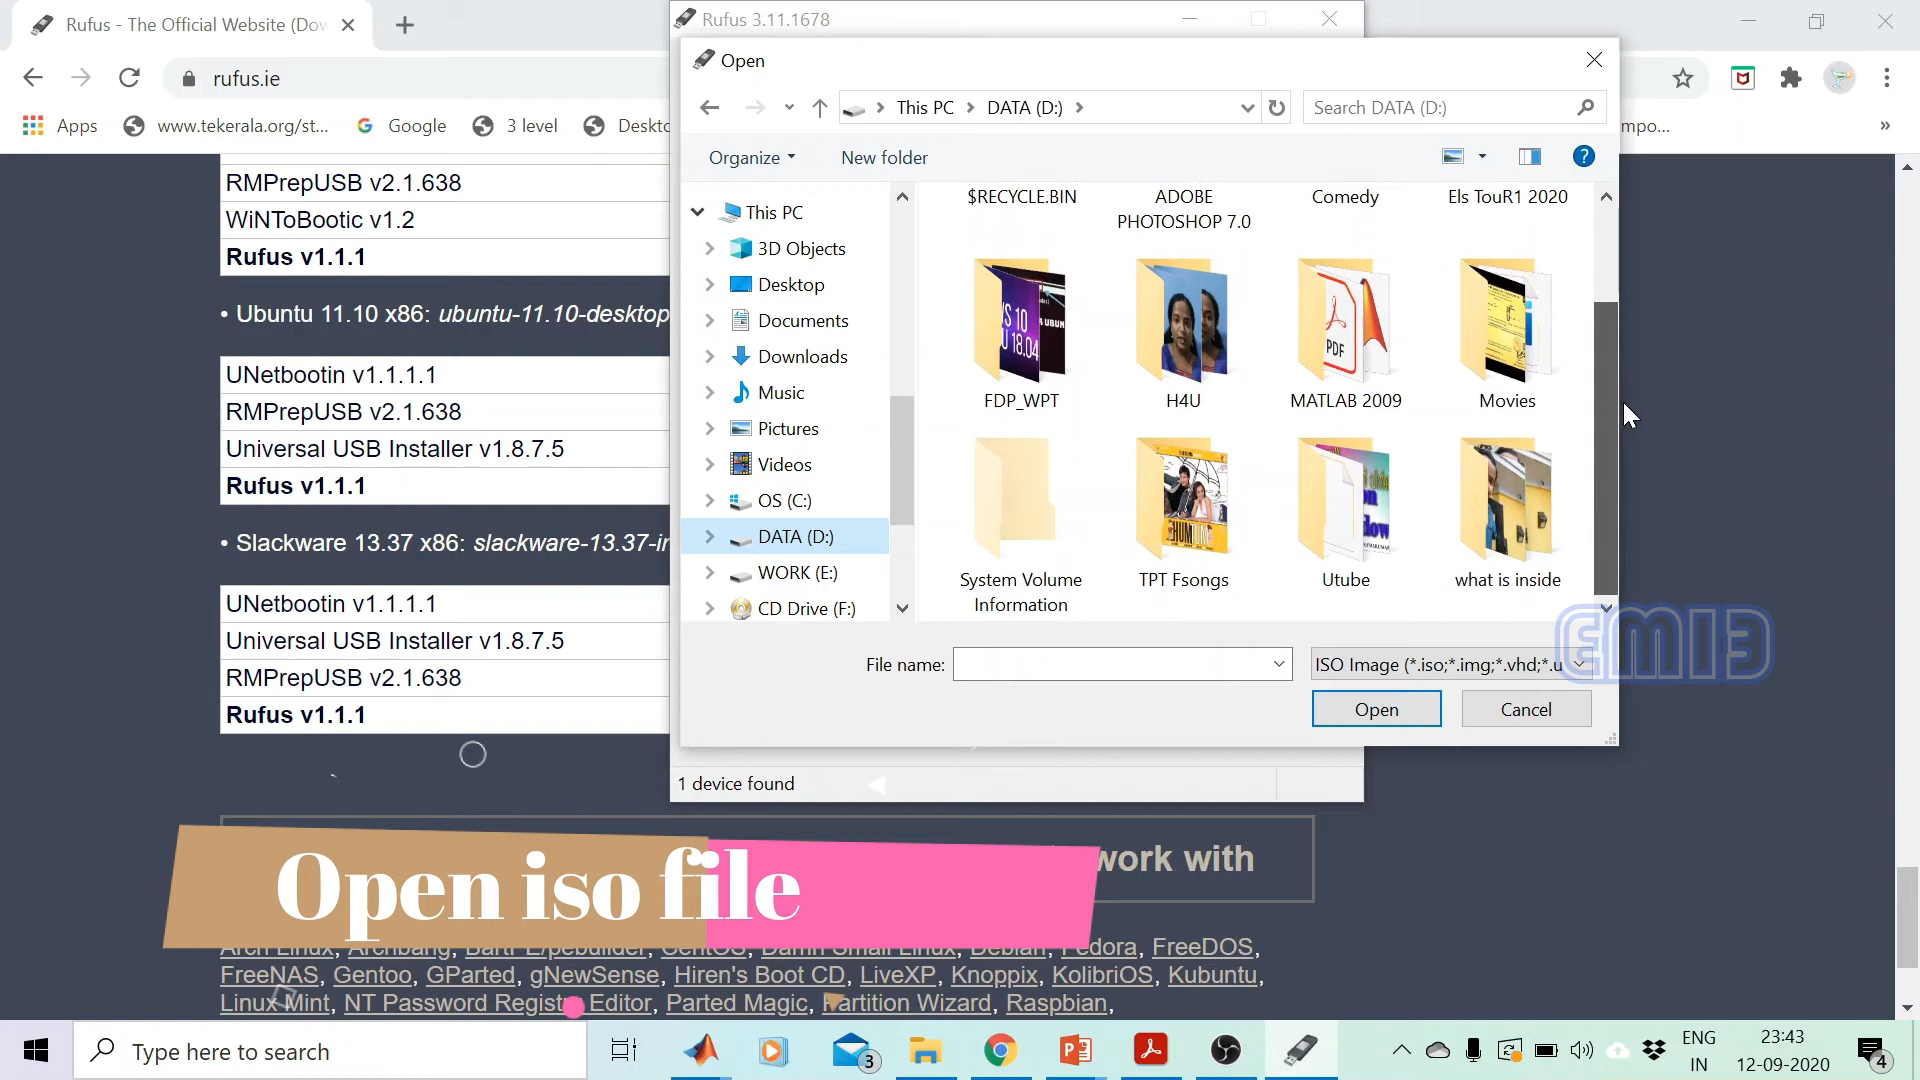 Rufus - The Official Website (Dow
Rufus 3.11.1678
rufus.ie
Apps
www.tekerala.org/st...
Google
3 level
Deskto
mpo...
»
Open
This PC
DATA (D:)
Search DATA (D:)
Organize
New folder
This PC
3D Objects
Desktop
Documents
Downloads
Music
Pictures
Videos
OS (C:)
DATA (D:)
WORK (E:)
CD Drive (F:)
$RECYCLE.BIN
ADOBE
PHOTOSHOP 7.0
Comedy
Els TouR1 2020
FDP_WPT
H4U
MATLAB 2009
Movies
System Volume
Information
TPT Fsongs
Utube
what is inside
File name:
ISO Image (*.iso;*.img;*.vhd;*.u
Open
Cancel
1 device found
RMPrepUSB v2.1.638
WiNToBootic v1.2
Rufus v1.1.1
• Ubuntu 11.10 x86: ubuntu-11.10-desktop
UNetbootin v1.1.1.1
RMPrepUSB v2.1.638
Universal USB Installer v1.8.7.5
Rufus v1.1.1
• Slackware 13.37 x86: slackware-13.37-in
UNetbootin v1.1.1.1
Universal USB Installer v1.8.7.5
RMPrepUSB v2.1.638
Rufus v1.1.1
EMI3
work with
Open iso file
Arch Linux, Archbang, BartPE/pebuilder, CentOS, Damn Small Linux, Debian, Fedora, FreeDOS,
FreeNAS, Gentoo, GParted, gNewSense, Hiren's Boot CD, LiveXP, Knoppix, KolibriOS, Kubuntu,
Linux Mint, NT Password Registry Editor, Parted Magic, Partition Wizard, Raspbian,
Type here to search
3
ENG
IN
23:43
12-09-2020
4